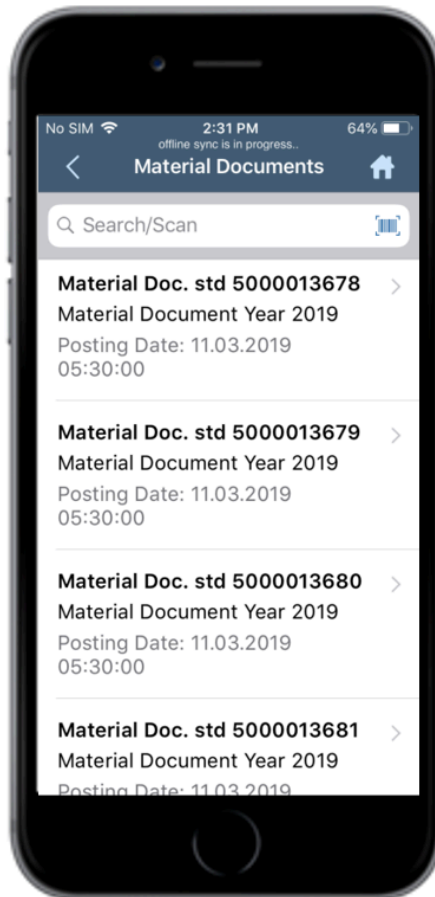 No SIM 2:31 PM 64%
offline sync is in progress..
Material Documents
Search/Scan
Material Doc. std 5000013678
Material Document Year 2019
Posting Date: 11.03.2019
05:30:00
Material Doc. std 5000013679
Material Document Year 2019
Posting Date: 11.03.2019
05:30:00
Material Doc. std 5000013680
Material Document Year 2019
Posting Date: 11.03.2019
05:30:00
Material Doc. std 5000013681
Material Document Year 2019
Posting Date: 11.03.2019